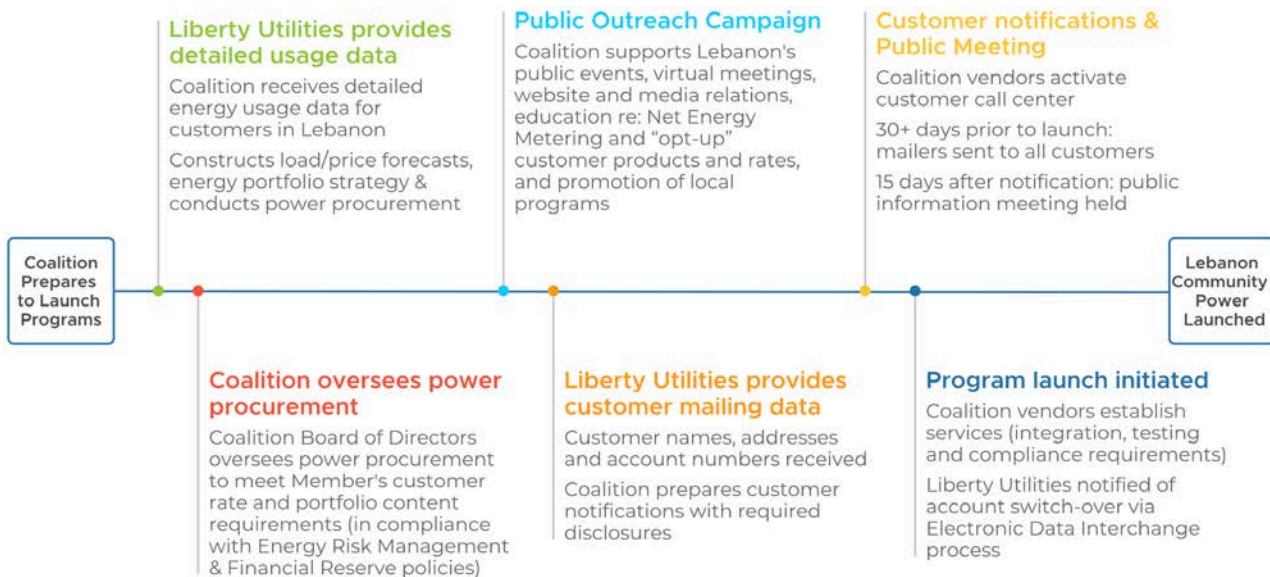 Liberty Utilities provides
detailed usage data
Coalition receives detailed
energy usage data for
customers in Lebanon
Constructs load/price forecasts,
energy portfolio strategy &
conducts power procurement
Public Outreach Campaign
Coalition supports Lebanon's
public events, virtual meetings,
website and media relations,
education re: Net Energy
Metering and “opt-up”
customer products and rates,
and promotion of local
programs
Customer notifications &
Public Meeting
Coalition vendors activate
customer call center
30+ days prior to launch:
mailers sent to all customers
15 days after notification: public
information meeting held
Coalition
Prepares
to Launch
Programs
Lebanon
Community
Power
Launched
Coalition oversees power
procurement
Coalition Board of Directors
oversees power procurement
to meet Member's customer
rate and portfolio content
requirements (in compliance
with Energy Risk Management
& Financial Reserve policies)
Liberty Utilities provides
customer mailing data
Customer names, addresses
and account numbers received
Coalition prepares customer
notifications with required
disclosures
Program launch initiated
Coalition vendors establish
services (integration, testing
and compliance requirements)
Liberty Utilities notified of
account switch-over via
Electronic Data Interchange
process